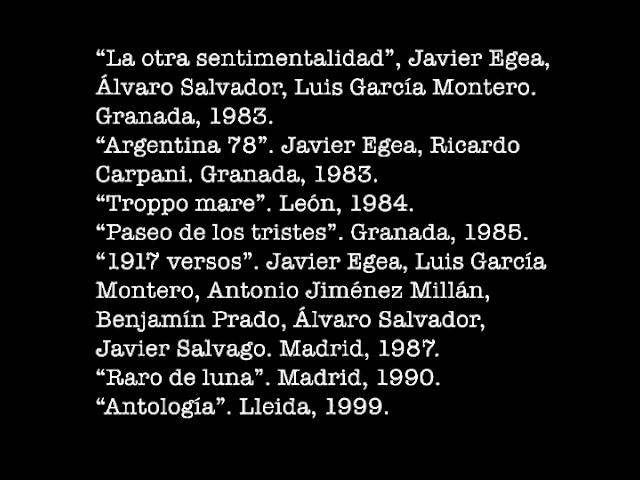 “La otra sentimentalidad”, Javier Egea,
Álvaro Salvador, Luis García Montero.
Granada, 1983.
“Argentina 78”. Javier Egea, Ricardo
Carpani. Granada, 1983.
“Troppo mare”. León, 1984.
“Paseo de los tristes”. Granada, 1985.
“1917 versos”. Javier Egea, Luis García
Montero, Antonio Jiménez Millán,
Benjamín Prado, Álvaro Salvador,
Javier Salvago. Madrid, 1987.
“Raro de luna”. Madrid, 1990.
“Antología”. Lleida, 1999.